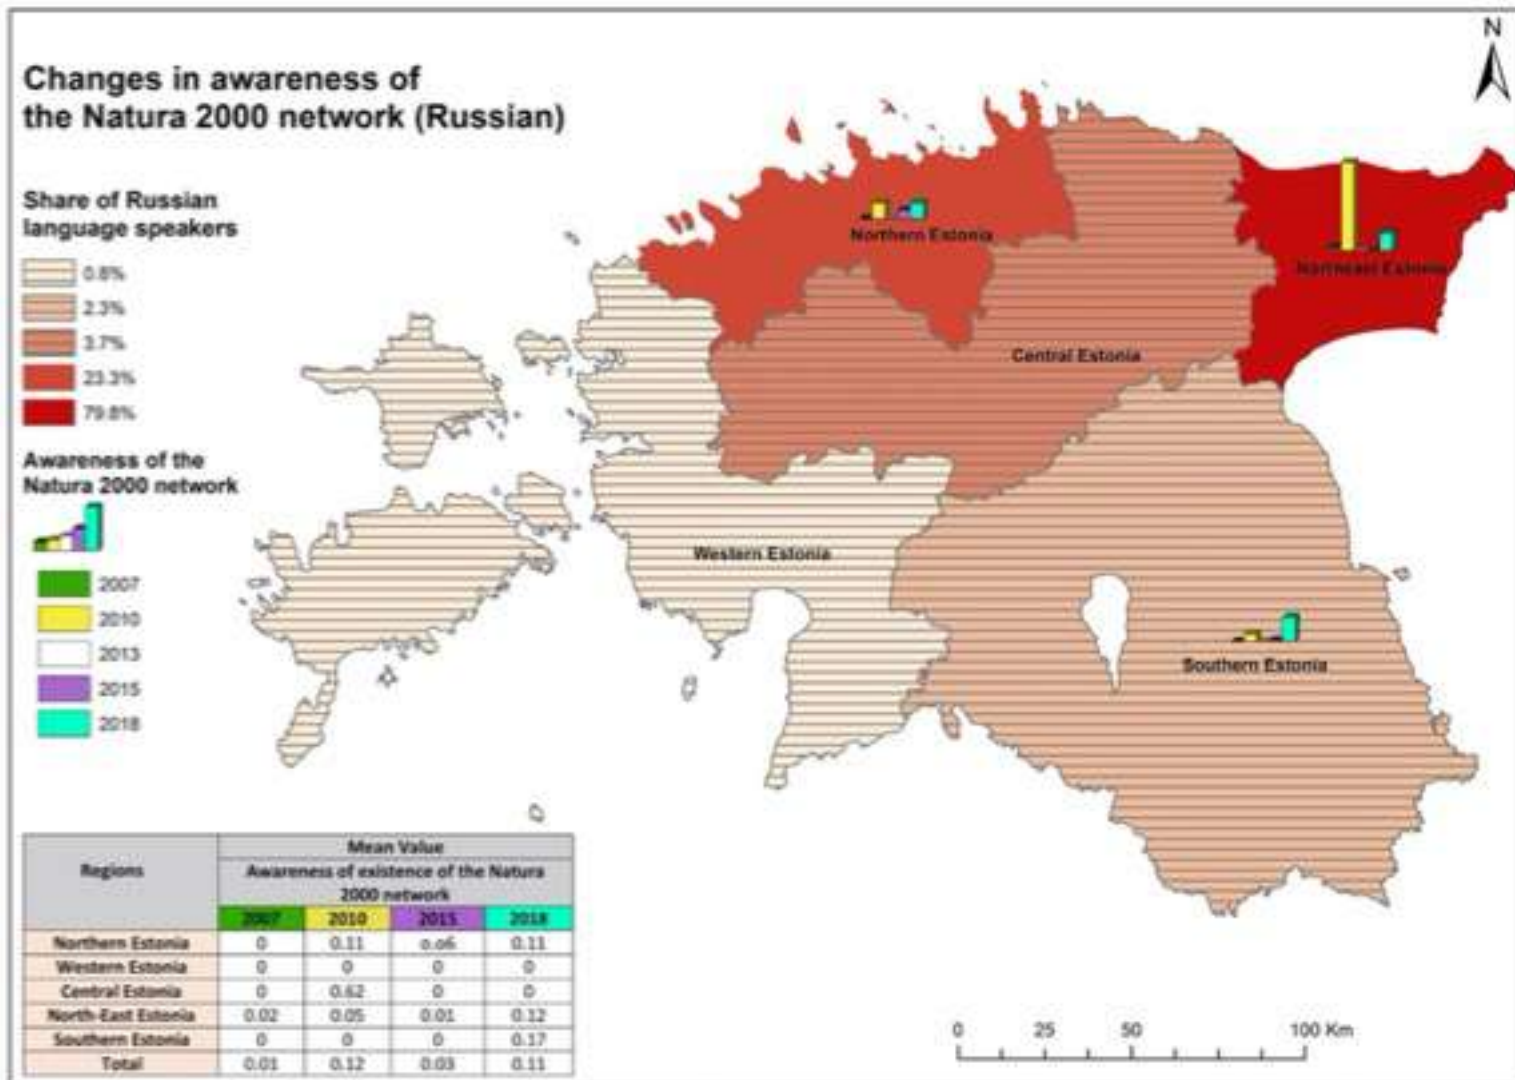 N
Changes in awareness of
the Natura 2000 network (Russian)
Share of Russian
language speakers
0.8%
2.3%
3.7%
23.3%
79.8%
Awareness of the
Natura 2000 network
2007
2010
2013
2015
2018
Northern Estonia
Northeast Estonia
Central Estonia
Western Estonia
Southern Estonia
Regions
Mean Value
Awareness of existence of the Natura
2000 network
2007 2010 2015 2018
Northern Estonia 0 0.11 0.06 0.11
Western Estonia 0 0 0 0
Central Estonia 0 0.62 0 0
North-East Estonia 0.02 0.05 0.01 0.12
Southern Estonia 0 0 0 0.17
Total 0.01 0.12 0.03 0.11
0 25 50 100 Km